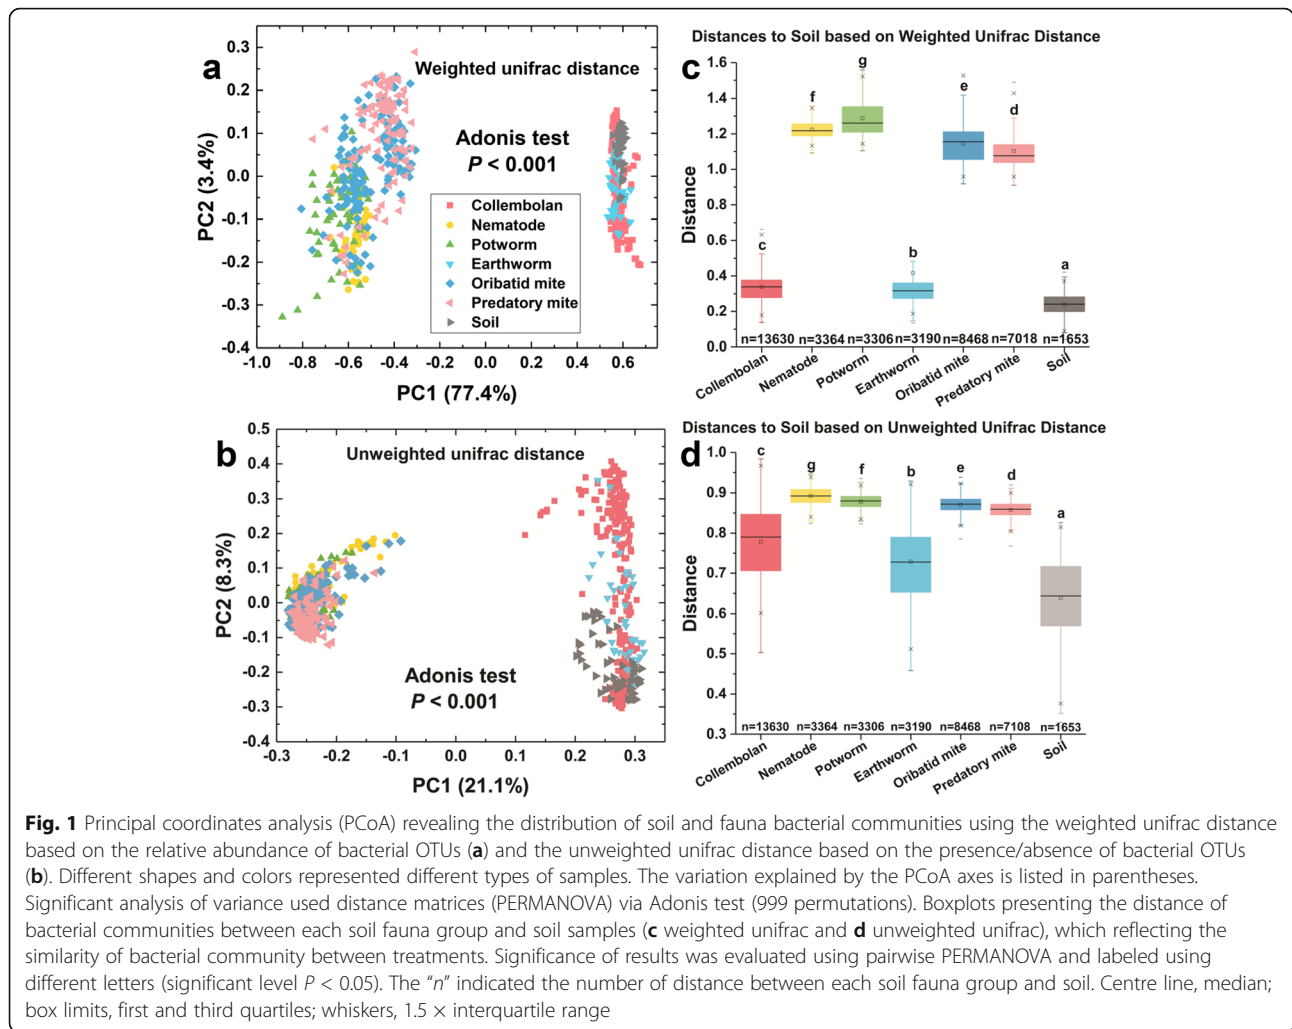 a
Weighted unifrac distance
Adonis test
P < 0.001
Collembolan
Nematode
Potworm
Earthworm
Oribatid mite
Predatory mite
Soil
PC2 (3.4%)
0.3
0.2
0.1
0.0
-0.1
-0.2
-0.3
-0.4
-1.0 -0.8 -0.6 -0.4 -0.2 0.0 0.2 0.4 0.6
PC1 (77.4%)
c
Distances to Soil based on Weighted Unifrac Distance
Distance
1.6
1.4
1.2
1.0
0.8
0.6
0.4
0.2
0.0
c f g b e d a
n=13630 n=3364 n=3306 n=3190 n=8468 n=7018 n=1653
Collembolan Nematode Potworm Earthworm Oribatid mite Predatory mite Soil
b
Unweighted unifrac distance
Adonis test
P < 0.001
PC2 (8.3%)
0.5
0.4
0.3
0.2
0.1
0.0
-0.1
-0.2
-0.3
-0.4
-0.3 -0.2 -0.1 0.0 0.1 0.2 0.3
PC1 (21.1%)
d
Distances to Soil based on Unweighted Unifrac Distance
Distance
1.0
0.9
0.8
0.7
0.6
0.5
0.4
0.3
c g f b e d a
n=13630 n=3364 n=3306 n=3190 n=8468 n=7108 n=1653
Collembolan Nematode Potworm Earthworm Oribatid mite Predatory mite Soil
Fig. 1 Principal coordinates analysis (PCoA) revealing the distribution of soil and fauna bacterial communities using the weighted unifrac distance
based on the relative abundance of bacterial OTUs (a) and the unweighted unifrac distance based on the presence/absence of bacterial OTUs
(b). Different shapes and colors represented different types of samples. The variation explained by the PCoA axes is listed in parentheses.
Significant analysis of variance used distance matrices (PERMANOVA) via Adonis test (999 permutations). Boxplots presenting the distance of
bacterial communities between each soil fauna group and soil samples (c weighted unifrac and d unweighted unifrac), which reflecting the
similarity of bacterial community between treatments. Significance of results was evaluated using pairwise PERMANOVA and labeled using
different letters (significant level P < 0.05). The “n” indicated the number of distance between each soil fauna group and soil. Centre line, median;
box limits, first and third quartiles; whiskers, 1.5 × interquartile range